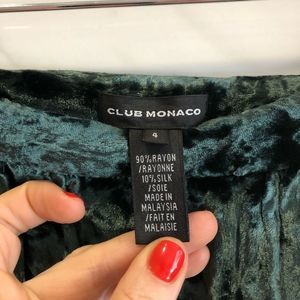 CLUB MONACO
4
90% RAYON
/RAYONNE
10% SILK
/SOIE
MADE IN
MALAYSIA
/FAIT EN
MALAISIE